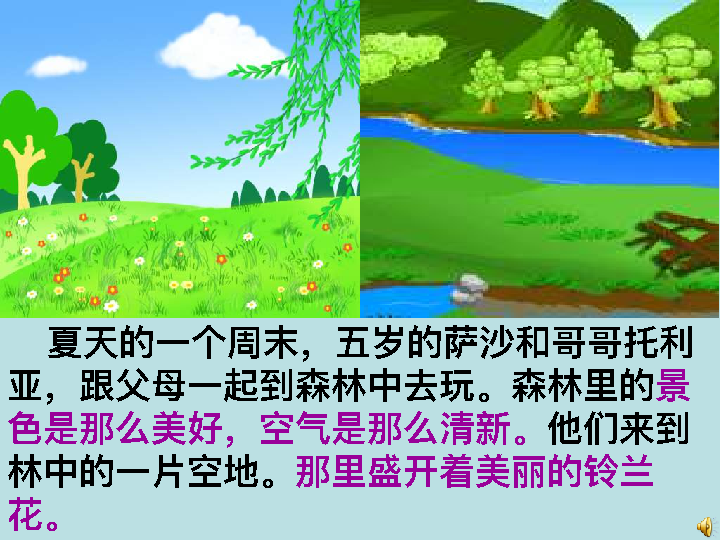 夏天的一个周末，五岁的萨沙和哥哥托利
亚，跟父母一起到森林中去玩。森林里的景
色是那么美好，空气是那么清新。他们来到
林中的一片空地。那里盛开着美丽的铃兰
花。